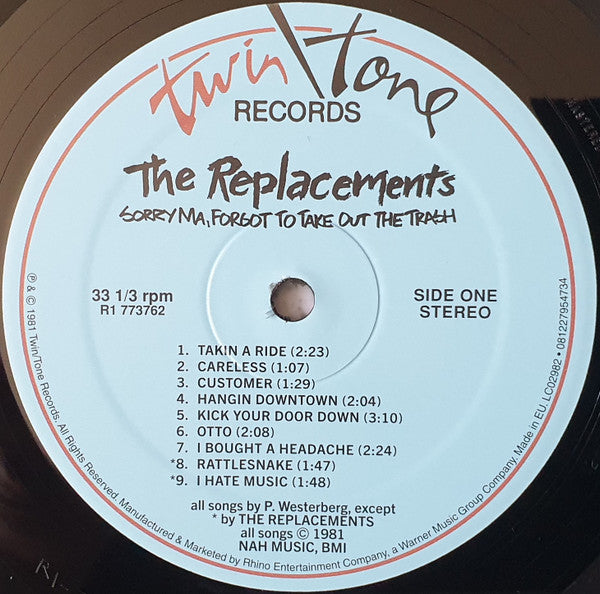 twin\tone
RECORDS
The Replacements
SORRY MA, FORGOT TO TAKE OUT THE TRASH
33 1/3 rpm
R1 773762
SIDE ONE
STEREO
1. TAKIN A RIDE (2:23)
2. CARELESS (1:07)
3. CUSTOMER (1:29)
4. HANGIN DOWNTOWN (2:04)
5. KICK YOUR DOOR DOWN (3:10)
6. OTTO (2:08)
7. I BOUGHT A HEADACHE (2:24)
*8. RATTLESNAKE (1:47)
*9. I HATE MUSIC (1:48)
all songs by P. Westerberg, except
* by THE REPLACEMENTS
all songs © 1981
NAH MUSIC, BMI
℗ & © 1981 Twin/Tone Records. All Rights Reserved. Manufactured & Marketed by Rhino Entertainment Company, a Warner Music Group Company. Made in EU. LC02982 • 081227954734